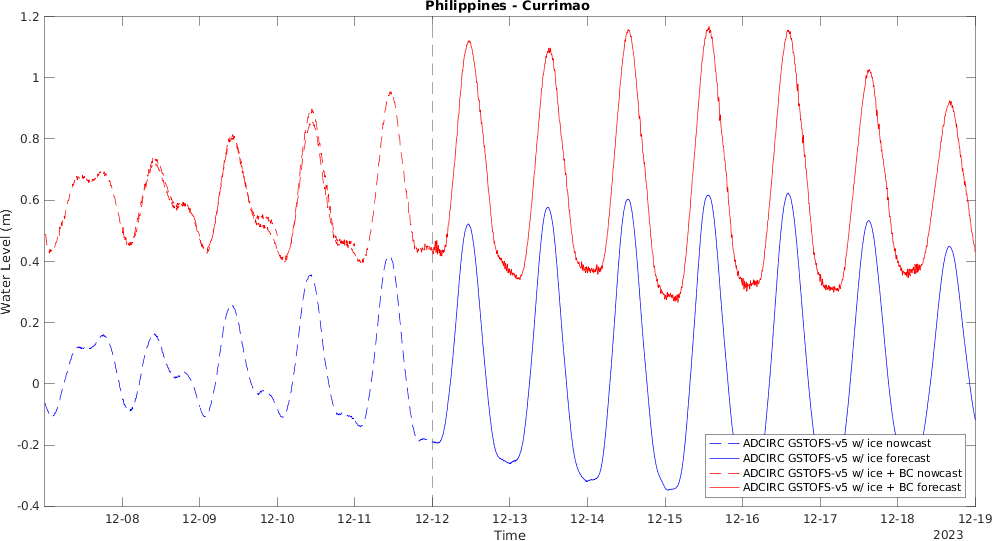 Philippines - Currimao
1.2
1
0.8
0.6
0.4
0.2
0
-0.2
-0.4
Water Level (m)
ADCIRC GSTOFS-v5 w/ ice nowcast
ADCIRC GSTOFS-v5 w/ ice forecast
ADCIRC GSTOFS-v5 w/ ice + BC nowcast
ADCIRC GSTOFS-v5 w/ ice + BC forecast
12-08 12-09 12-10 12-11 12-12 12-13 12-14 12-15 12-16 12-17 12-18 12-19
Time
2023